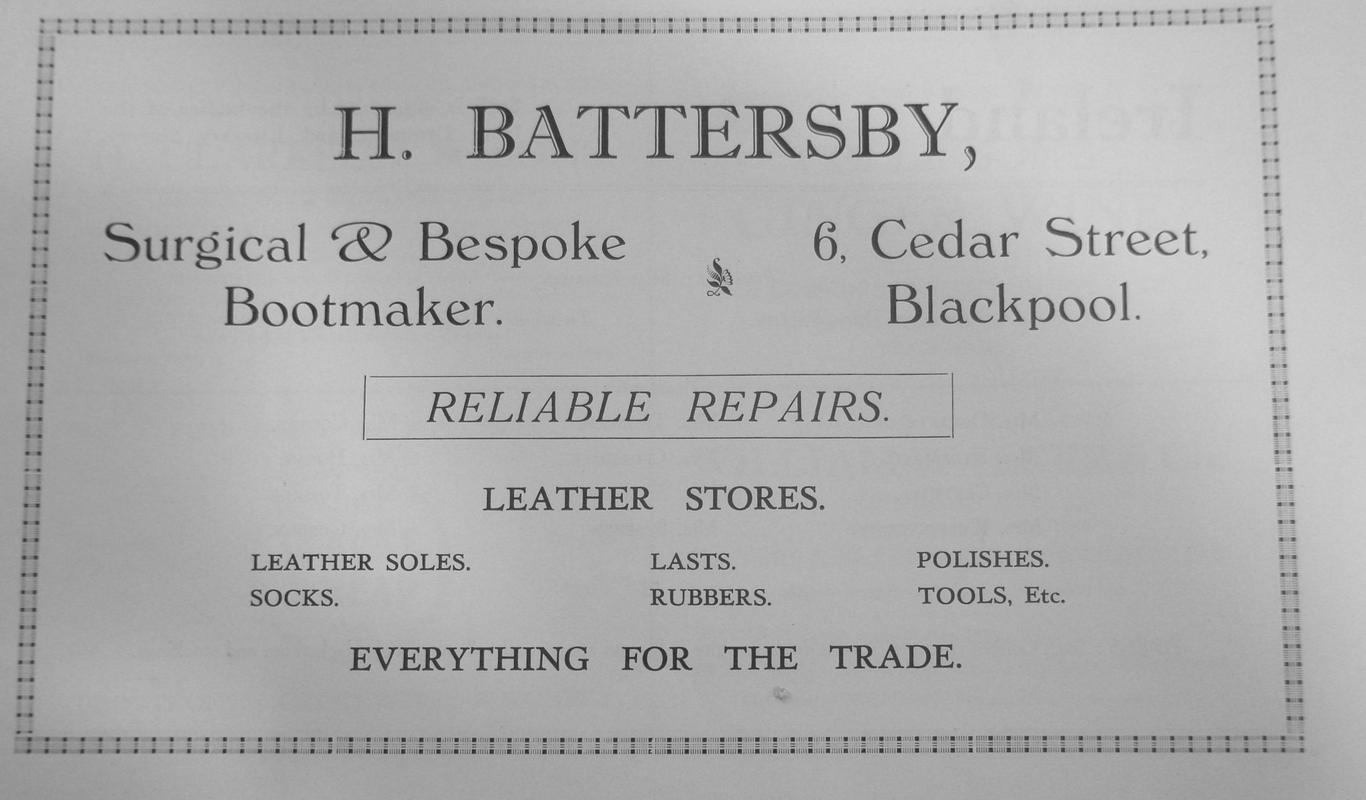 H. BATTERSBY,
Surgical & Bespoke
Bootmaker.
6, Cedar Street,
Blackpool.
RELIABLE REPAIRS.
LEATHER STORES.
LEATHER SOLES. LASTS. POLISHES.
SOCKS. RUBBERS. TOOLS, Etc.
EVERYTHING FOR THE TRADE.